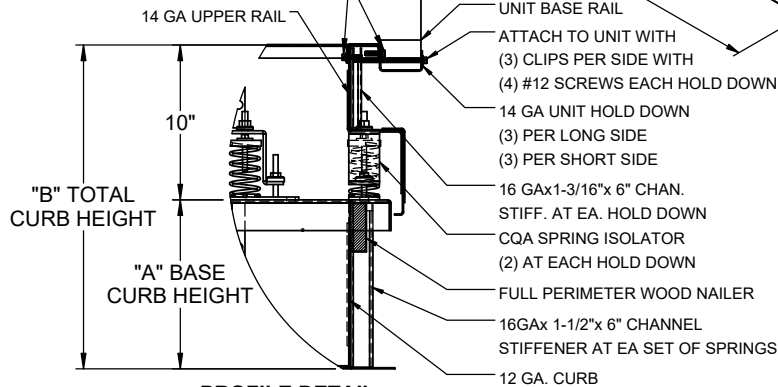 14 GA UPPER RAIL
UNIT BASE RAIL
ATTACH TO UNIT WITH
(3) CLIPS PER SIDE WITH
(4) #12 SCREWS EACH HOLD DOWN
14 GA UNIT HOLD DOWN
(3) PER LONG SIDE
(3) PER SHORT SIDE
16 GAx1-3/16"x 6" CHAN.
STIFF. AT EA. HOLD DOWN
CQA SPRING ISOLATOR
(2) AT EACH HOLD DOWN
FULL PERIMETER WOOD NAILER
16GAx 1-1/2"x 6" CHANNEL
STIFFENER AT EA SET OF SPRINGS
12 GA. CURB
10"
"B" TOTAL
CURB HEIGHT
"A" BASE
CURB HEIGHT
PROFILE DETAIL